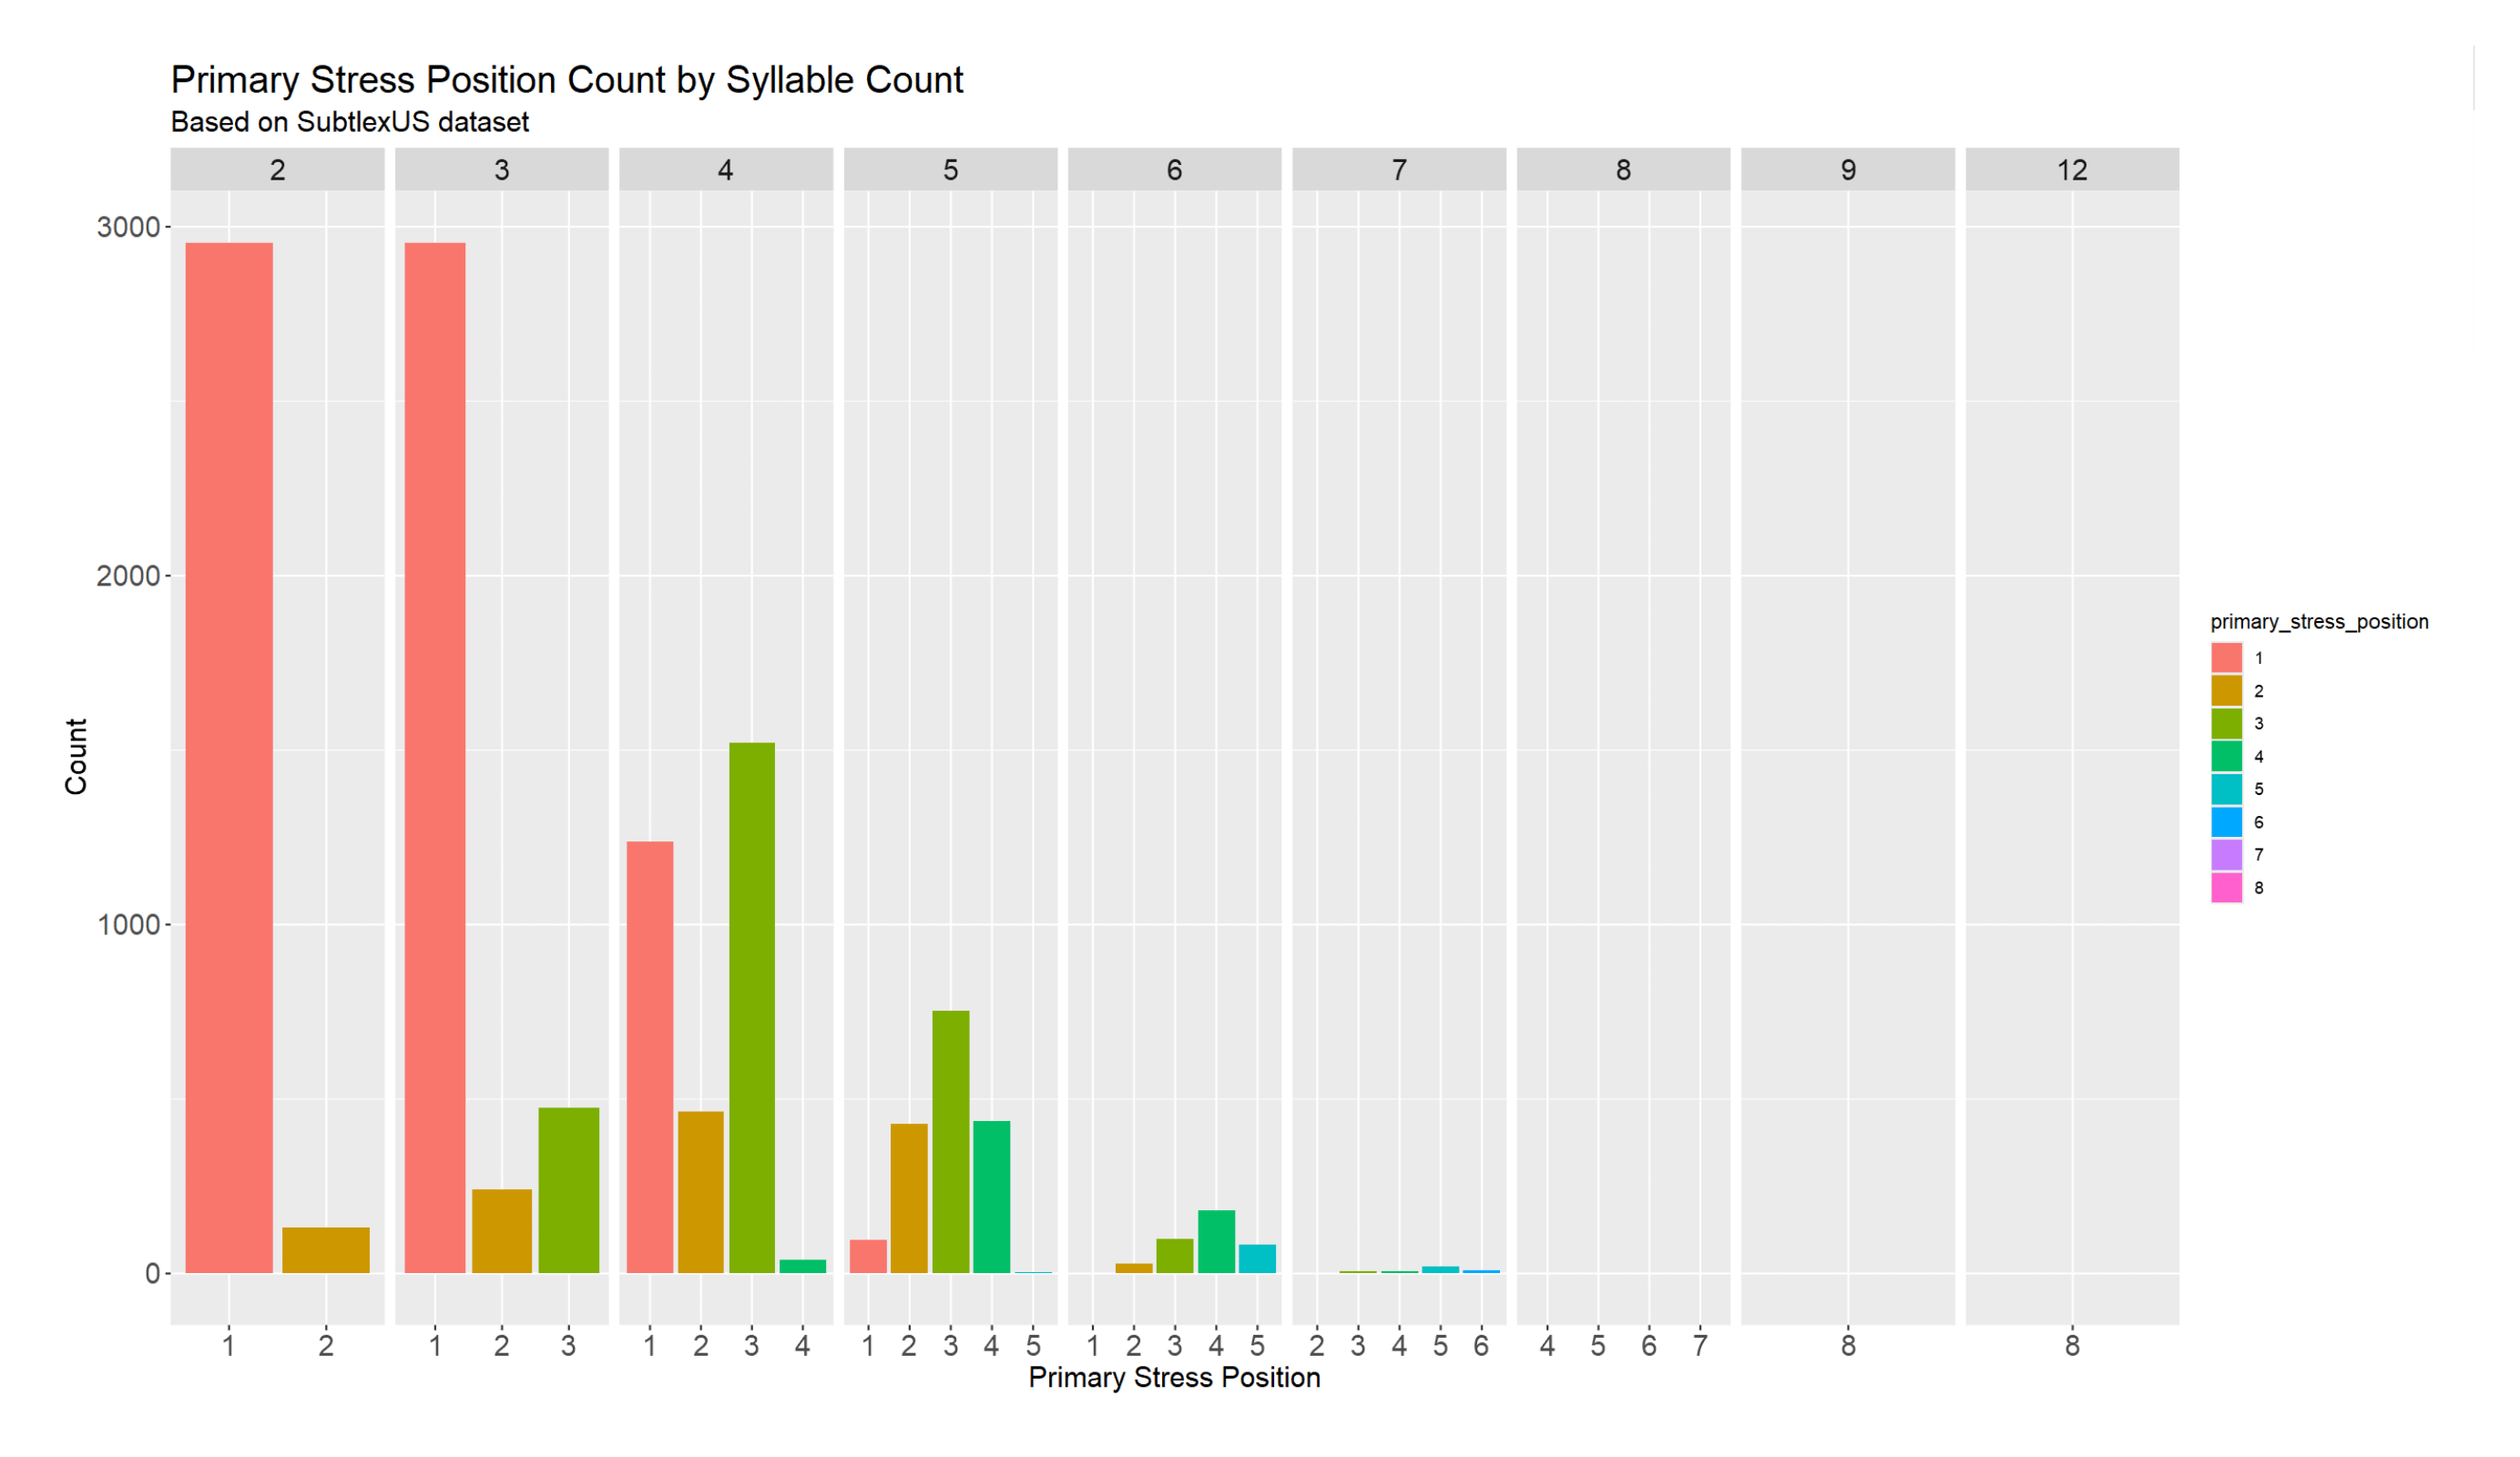 Primary Stress Position Count by Syllable Count
Based on SubtlexUS dataset
2 3 4 5 6 7 8 9 12
3000
2000
1000
0
Count
1 2 1 2 3 1 2 3 4 1 2 3 4 5 1 2 3 4 5 2 3 4 5 6 4 5 6 7 8 8
Primary Stress Position
primary_stress_position
1
2
3
4
5
6
7
8